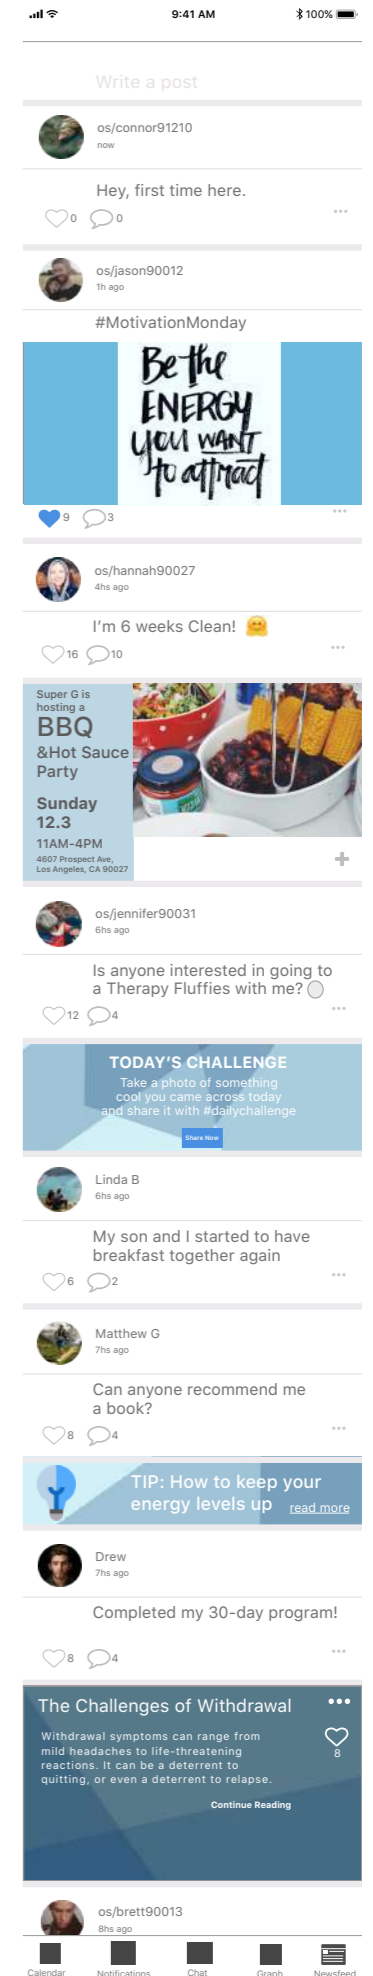 9:41 AM
100%
Write a post
os/connor91210
now
Hey, first time here.
0
0
os/jason90012
1h ago
#MotivationMonday
Be the
ENERGY
you WANT
to attract
9
3
os/hannah90027
4hs ago
I'm 6 weeks Clean! 🤗
16
10
Super G is
hosting a
BBQ
&Hot Sauce
Party
Sunday
12.3
11AM-4PM
4607 Prospect Ave,
Los Angeles, CA 90027
os/jennifer90031
6hs ago
Is anyone interested in going to
a Therapy Fluffies with me?
12
4
TODAY'S CHALLENGE
Take a photo of something
cool you came across today
and share it with #dailychallenge
Share Now
Linda B
6hs ago
My son and I started to have
breakfast together again
6
2
Matthew G
7hs ago
Can anyone recommend me
a book?
8
4
TIP: How to keep your
energy levels up read more
Drew
7hs ago
Completed my 30-day program!
8
4
The Challenges of Withdrawal
Withdrawal symptoms can range from
mild headaches to life-threatening
reactions. It can be a deterrent to
quitting, or even a deterrent to relapse.
8
Continue Reading
os/brett90013
8hs ago
Calendar
Notifications
Chat
Graph
Newsfeed